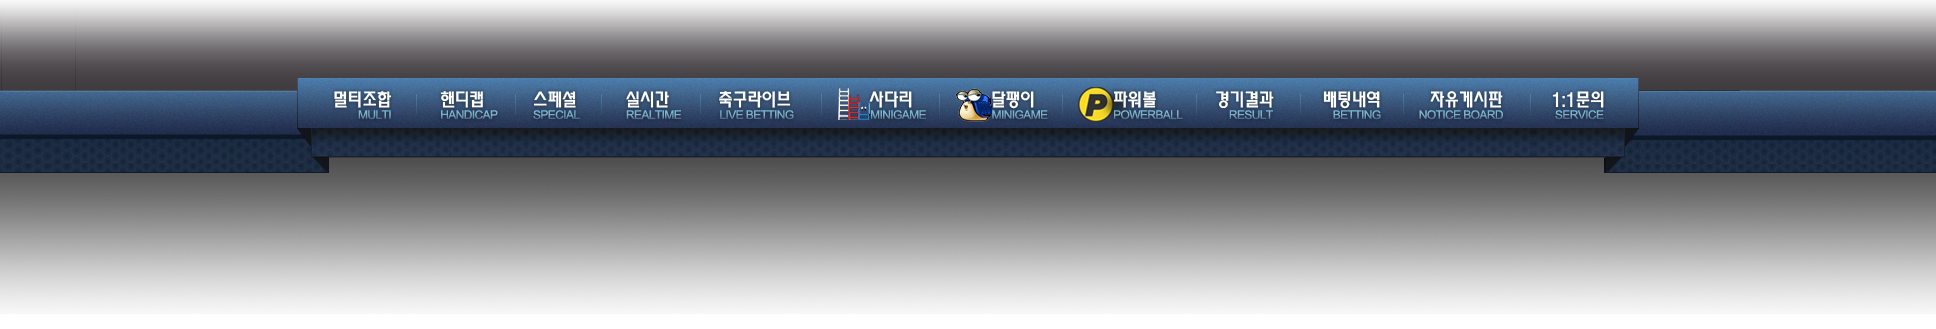 멀티조합 핸디캡 스페셜 실시간 축구라이브 사다리 달팽이 파워볼 경기결과 배팅내역 자유게시판 1:1문의
MULTI HANDICAP SPECIAL REALTIME LIVE BETTING MINIGAME MINIGAME POWERBALL RESULT BETTING NOTICE BOARD SERVICE
P